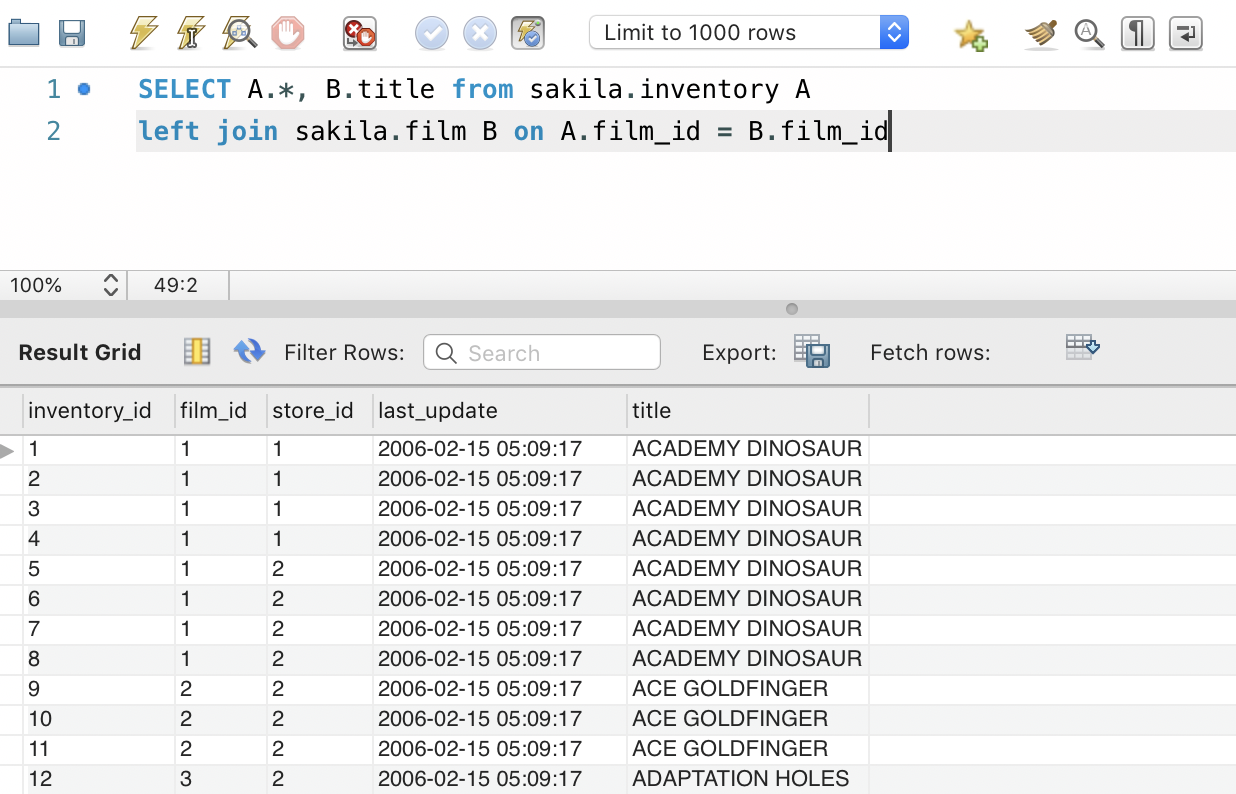 Limit to 1000 rows
1 SELECT A.*, B.title from sakila.inventory A
2 left join sakila.film B on A.film_id = B.film_id
100% 49:2
Result Grid Filter Rows: Search Export: Fetch rows:
inventory_id film_id store_id last_update title
1 1 1 2006-02-15 05:09:17 ACADEMY DINOSAUR
2 1 1 2006-02-15 05:09:17 ACADEMY DINOSAUR
3 1 1 2006-02-15 05:09:17 ACADEMY DINOSAUR
4 1 1 2006-02-15 05:09:17 ACADEMY DINOSAUR
5 1 2 2006-02-15 05:09:17 ACADEMY DINOSAUR
6 1 2 2006-02-15 05:09:17 ACADEMY DINOSAUR
7 1 2 2006-02-15 05:09:17 ACADEMY DINOSAUR
8 1 2 2006-02-15 05:09:17 ACADEMY DINOSAUR
9 2 2 2006-02-15 05:09:17 ACE GOLDFINGER
10 2 2 2006-02-15 05:09:17 ACE GOLDFINGER
11 2 2 2006-02-15 05:09:17 ACE GOLDFINGER
12 3 2 2006-02-15 05:09:17 ADAPTATION HOLES